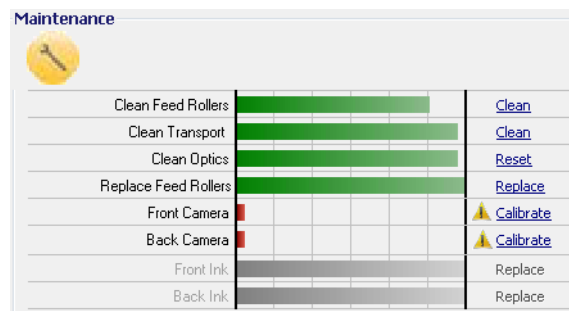 Maintenance
Clean Feed Rollers Clean
Clean Transport Clean
Clean Optics Reset
Replace Feed Rollers Replace
Front Camera Calibrate
Back Camera Calibrate
Front Ink Replace
Back Ink Replace